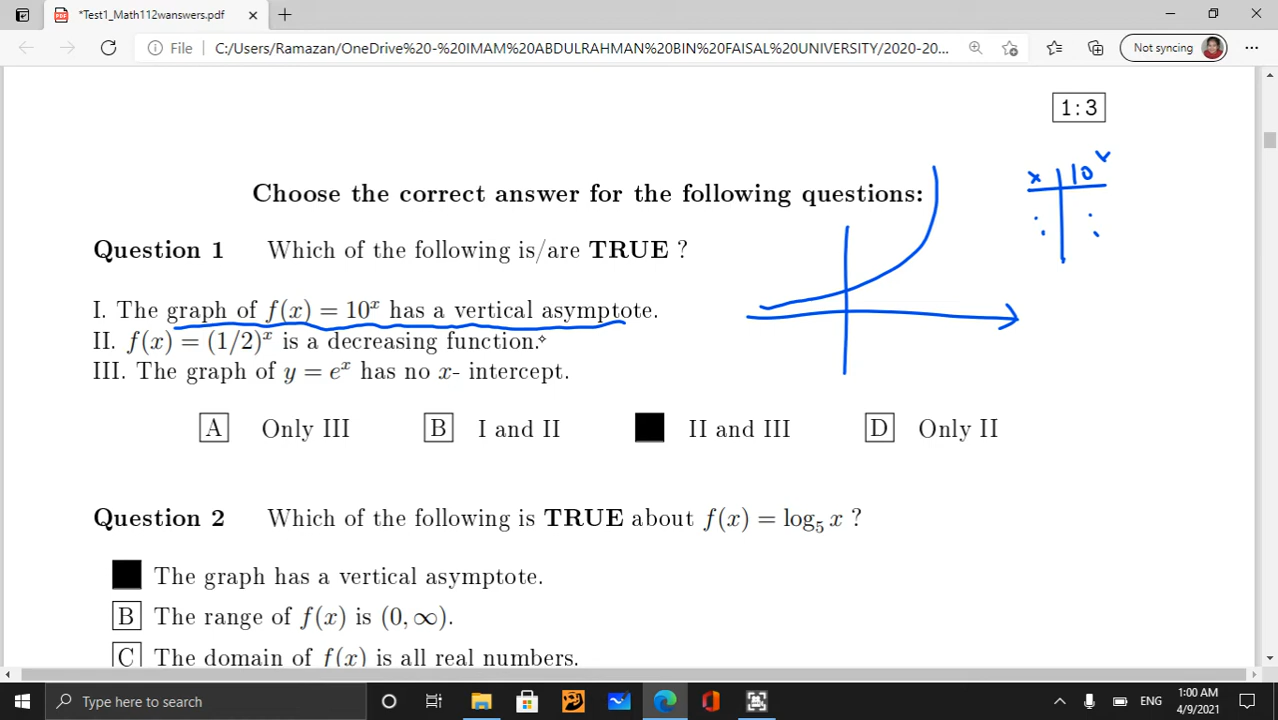 *Test1_Math112wanswers.pdf
File C:/Users/Ramazan/OneDrive%20-%20IMAM%20ABDULRAHMAN%20BIN%20FAISAL%20UNIVERSITY/2020-20... Not syncing
1:3
x 10ˣ
Choose the correct answer for the following questions:
Question 1 Which of the following is/are TRUE ?
I. The graph of f(x) = 10ˣ has a vertical asymptote.
II. f(x) = (1/2)ˣ is a decreasing function.
III. The graph of y = eˣ has no x- intercept.
A Only III B I and II II and III D Only II
Question 2 Which of the following is TRUE about f(x) = log₅ x ?
The graph has a vertical asymptote.
B The range of f(x) is (0, ∞).
C The domain of f(x) is all real numbers.
Type here to search ENG 1:00 AM
4/9/2021